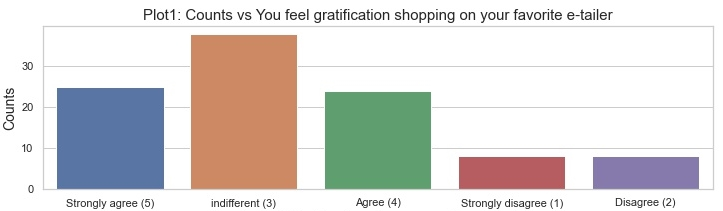 Plot1: Counts vs You feel gratification shopping on your favorite e-tailer
Counts
30
20
10
0
Strongly agree (5) indifferent (3) Agree (4) Strongly disagree (1) Disagree (2)